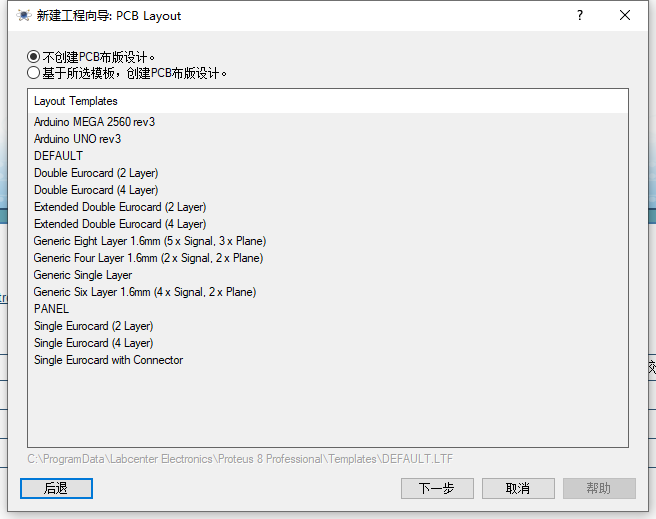 新建工程向导: PCB Layout
?
不创建PCB布版设计。
基于所选模板，创建PCB布版设计。
Layout Templates
Arduino MEGA 2560 rev3
Arduino UNO rev3
DEFAULT
Double Eurocard (2 Layer)
Double Eurocard (4 Layer)
Extended Double Eurocard (2 Layer)
Extended Double Eurocard (4 Layer)
Generic Eight Layer 1.6mm (5 x Signal, 3 x Plane)
Generic Four Layer 1.6mm (2 x Signal, 2 x Plane)
Generic Single Layer
Generic Six Layer 1.6mm (4 x Signal, 2 x Plane)
PANEL
Single Eurocard (2 Layer)
Single Eurocard (4 Layer)
Single Eurocard with Connector
C:\ProgramData\Labcenter Electronics\Proteus 8 Professional\Templates\DEFAULT.LTF
后退 下一步 取消 帮助